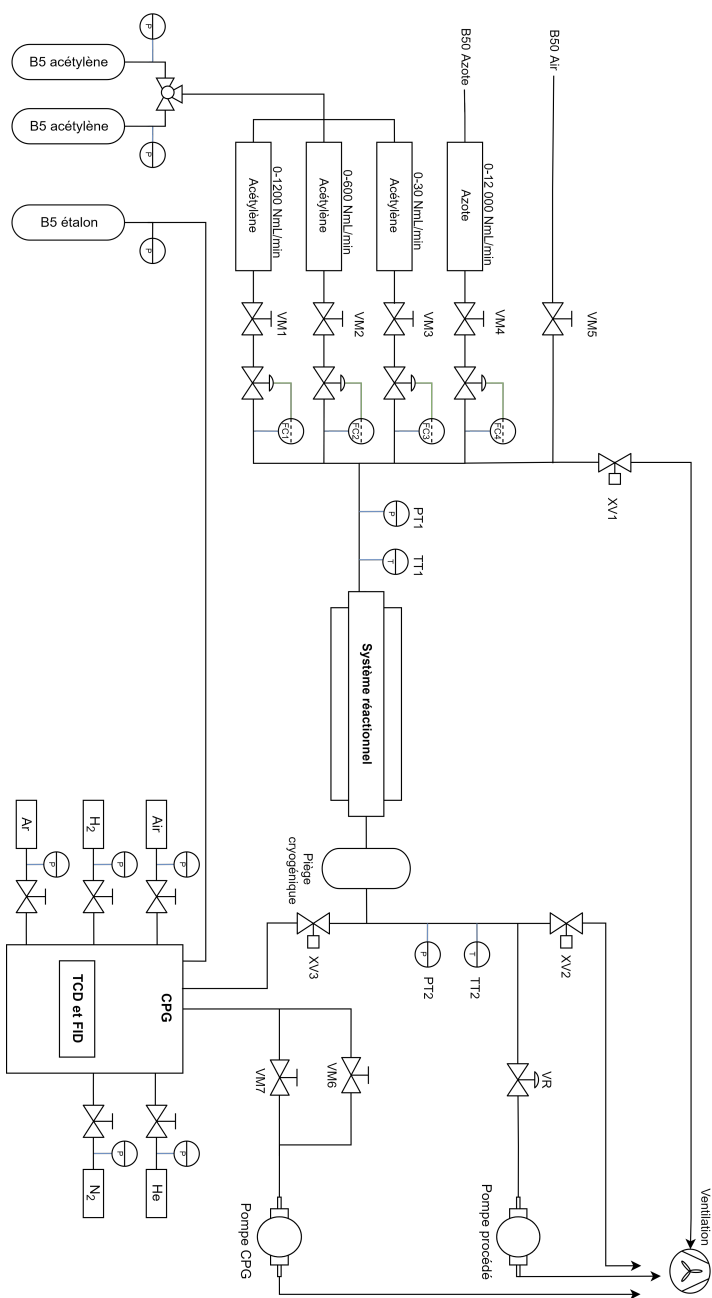 B5 acétylène
P
B5 acétylène
P
B5 étalon
P
B50 Azote
B50 Air
0-1200 NmL/min
Acétylène
0-600 NmL/min
Acétylène
0-30 NmL/min
Acétylène
0-12 000 NmL/min
Azote
VM1
VM2
VM3
VM4
VM5
FC1
FC2
FC3
FC4
XV1
P
PT1
T
TT1
Système réactionnel
Piège
cryogénique
XV3
P
PT2
T
TT2
XV2
Ar
P
H2
P
Air
P
CPG
TCD et FID
VM7
VM6
VR
N2
P
He
P
Pompe CPG
Pompe procédé
Ventilation